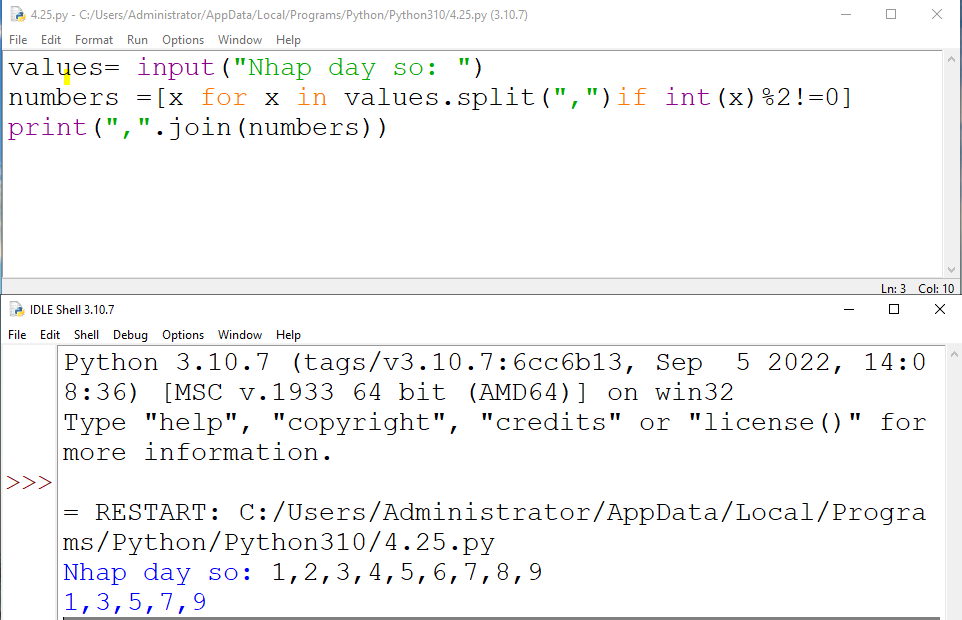 4.25.py - C:/Users/Administrator/AppData/Local/Programs/Python/Python310/4.25.py (3.10.7)
File Edit Format Run Options Window Help
values= input("Nhap day so: ")
numbers =[x for x in values.split(",")if int(x)%2!=0]
print(",".join(numbers))
Ln: 3 Col: 10
IDLE Shell 3.10.7
File Edit Shell Debug Options Window Help
Python 3.10.7 (tags/v3.10.7:6cc6b13, Sep  5 2022, 14:0
8:36) [MSC v.1933 64 bit (AMD64)] on win32
Type "help", "copyright", "credits" or "license()" for
more information.
>>>
= RESTART: C:/Users/Administrator/AppData/Local/Progra
ms/Python/Python310/4.25.py
Nhap day so: 1,2,3,4,5,6,7,8,9
1,3,5,7,9